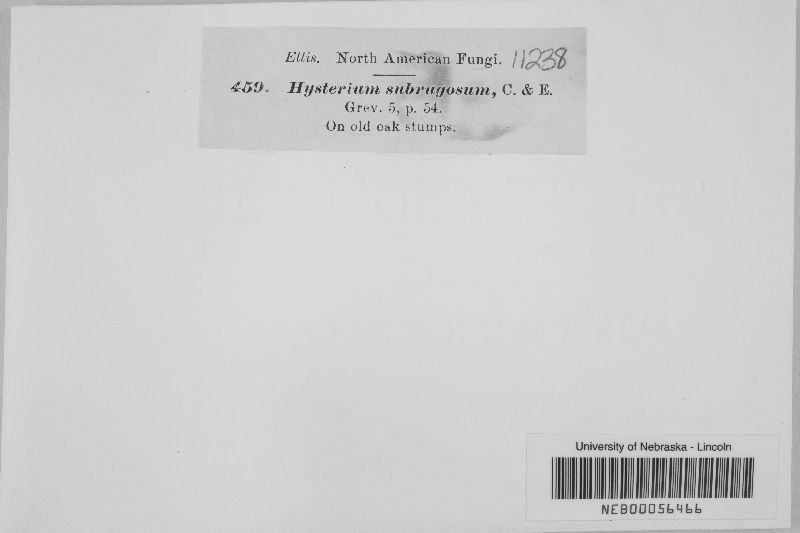 Ellis. North American Fungi. 11238
459. Hysterium subrugosum, C. & E.
Grev. 5, p. 54.
On old oak stumps.
University of Nebraska - Lincoln
NEB00056466